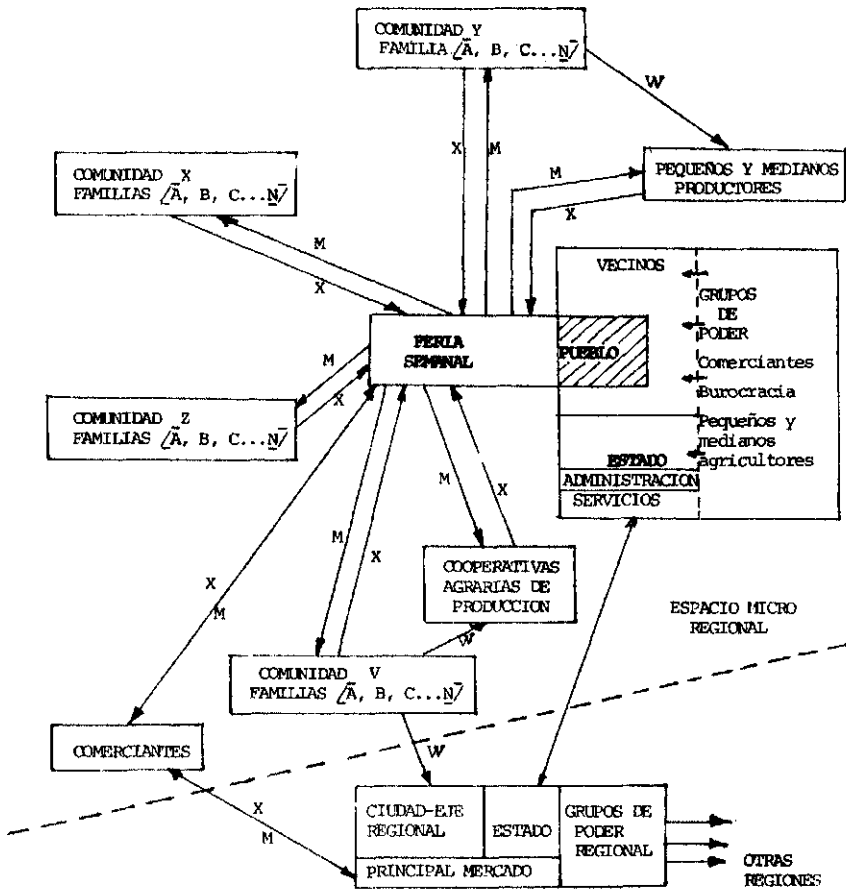 COMUNIDAD Y
FAMILIA [A, B, C...N]
W
X
M
PEQUEÑOS Y MEDIANOS
PRODUCTORES
M
X
COMUNIDAD X
FAMILIAS [A, B, C...N]
M
X
VECINOS
GRUPOS
DE
PODER
Comerciantes
Burocracia
Pequeños y
medianos
agricultores
FERIA
SEMANAL
PUEBLO
ESTADO
ADMINISTRACION
SERVICIOS
M
X
COMUNIDAD Z
FAMILIAS [A, B, C...N]
M
X
M
X
X
M
COOPERATIVAS
AGRARIAS DE
PRODUCCION
ESPACIO MICRO
REGIONAL
W
COMUNIDAD V
FAMILIAS [A, B, C...N]
W
COMERCIANTES
X
M
CIUDAD-EJE
REGIONAL
ESTADO
GRUPOS DE
PODER
REGIONAL
PRINCIPAL MERCADO
OTRAS
REGIONES